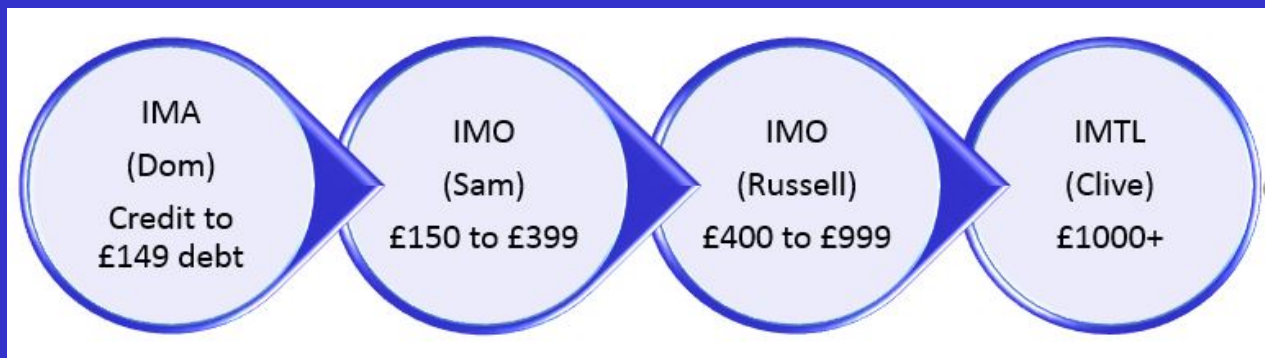 IMA
(Dom)
Credit to
£149 debt
IMO
(Sam)
£150 to £399
IMO
(Russell)
£400 to £999
IMTL
(Clive)
£1000+